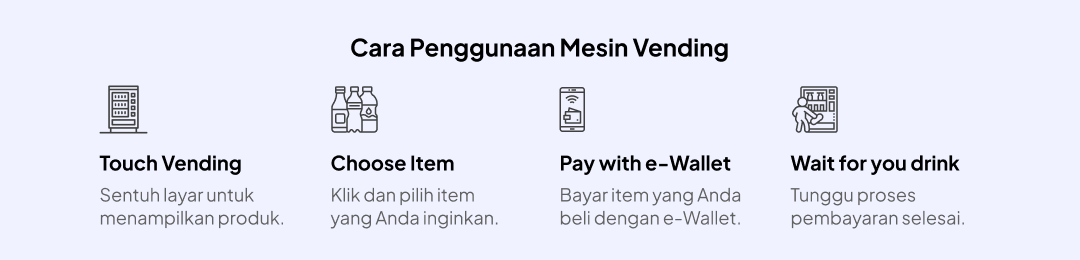 Cara Penggunaan Mesin Vending
Touch Vending
Sentuh layar untuk
menampilkan produk.
Choose Item
Klik dan pilih item
yang Anda inginkan.
Pay with e-Wallet
Bayar item yang Anda
beli dengan e-Wallet.
Wait for you drink
Tunggu proses
pembayaran selesai.